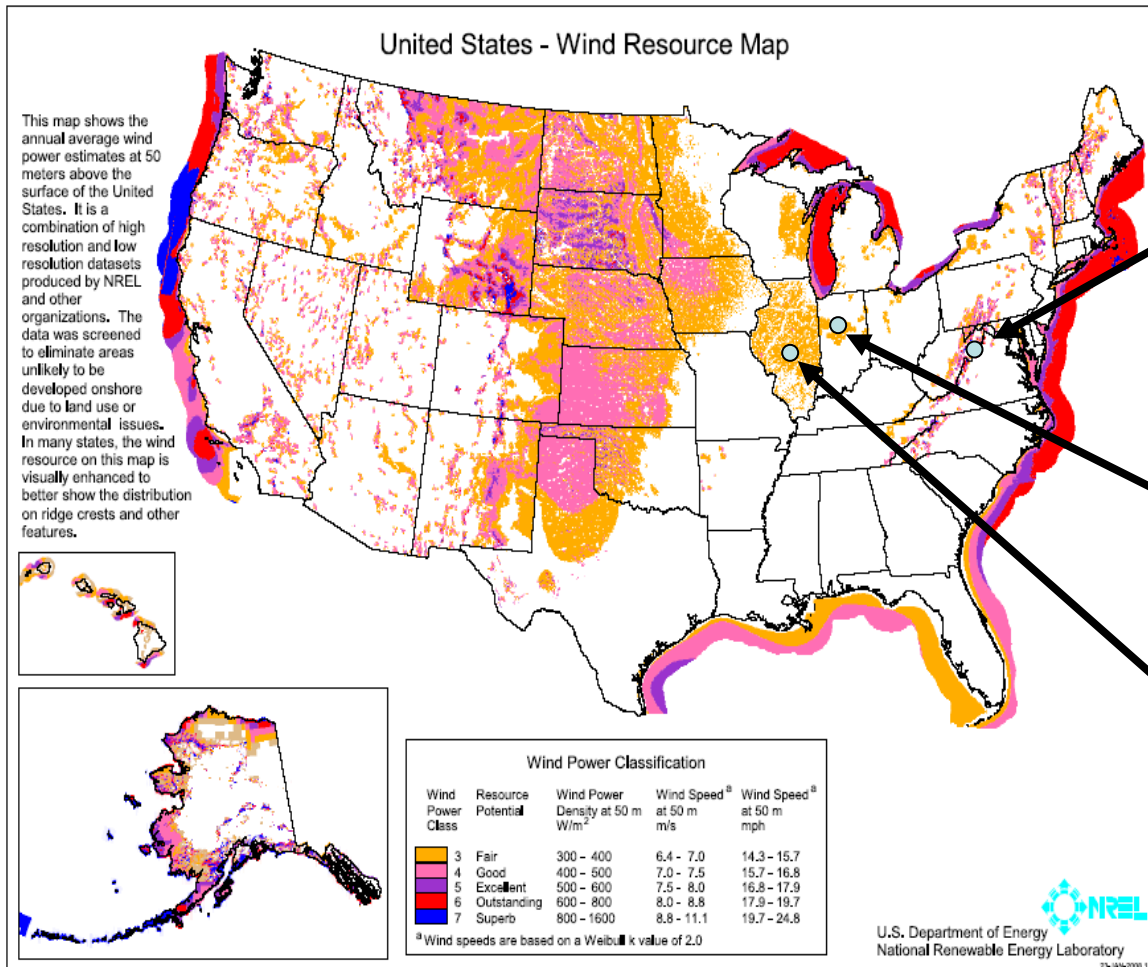 United States - Wind Resource Map
This map shows the
annual average wind
power estimates at 50
meters above the
surface of the United
States. It is a
combination of high
resolution and low
resolution datasets
produced by NREL
and other
organizations. The
data was screened
to eliminate areas
unlikely to be
developed onshore
due to land use or
environmental issues.
In many states, the wind
resource on this map is
visually enhanced to
better show the distribution
on ridge crests and other
features.
Wind Power Classification
Wind Resource Wind Power Wind Speed a Wind Speed a
Power Potential Density at 50 m at 50 m at 50 m
Class W/m2 m/s mph
3 Fair 300 – 400 6.4 - 7.0 14.3 – 15.7
4 Good 400 – 500 7.0 - 7.5 15.7 – 16.8
5 Excellent 500 – 600 7.5 - 8.0 16.8 – 17.9
6 Outstanding 600 – 800 8.0 - 8.8 17.9 – 19.7
7 Superb 800 – 1600 8.8 - 11.1 19.7 – 24.8
a Wind speeds are based on a Weibull k value of 2.0
NREL
U.S. Department of Energy
National Renewable Energy Laboratory